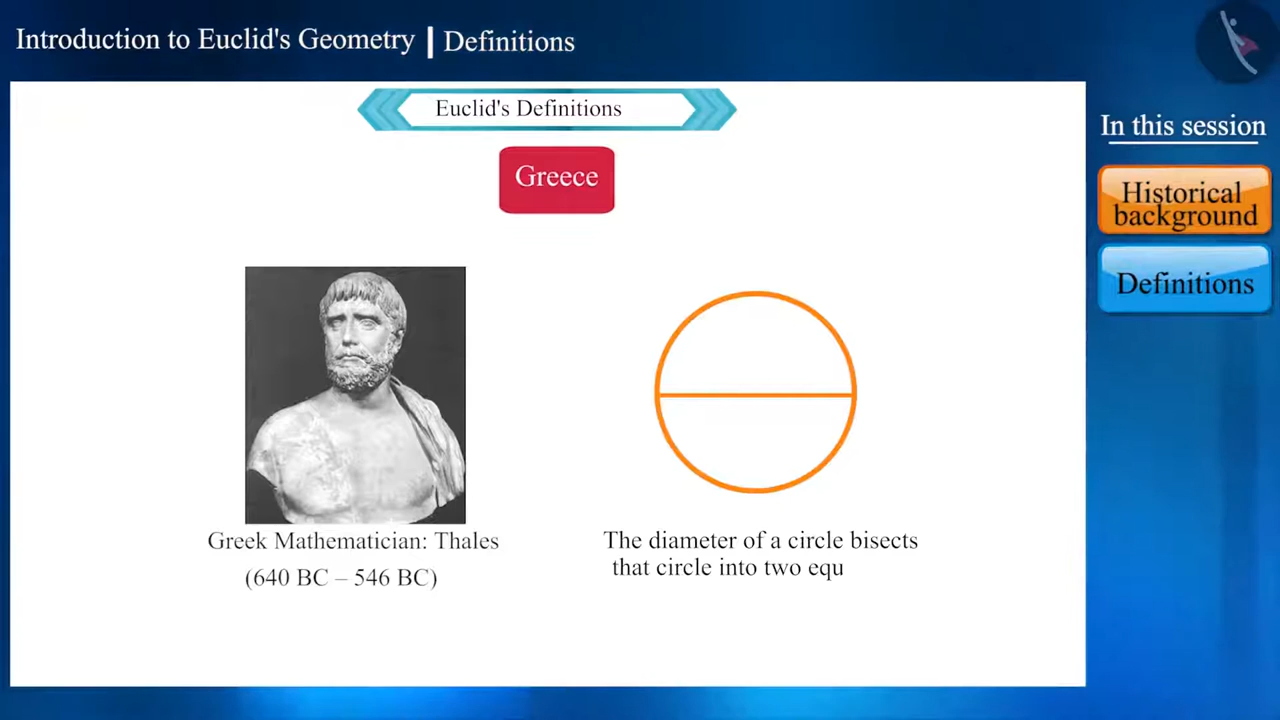 Introduction to Euclid's Geometry | Definitions
Euclid's Definitions
Greece
In this session
Historical
background
Definitions
Greek Mathematician: Thales
(640 BC – 546 BC)
The diameter of a circle bisects
that circle into two equ